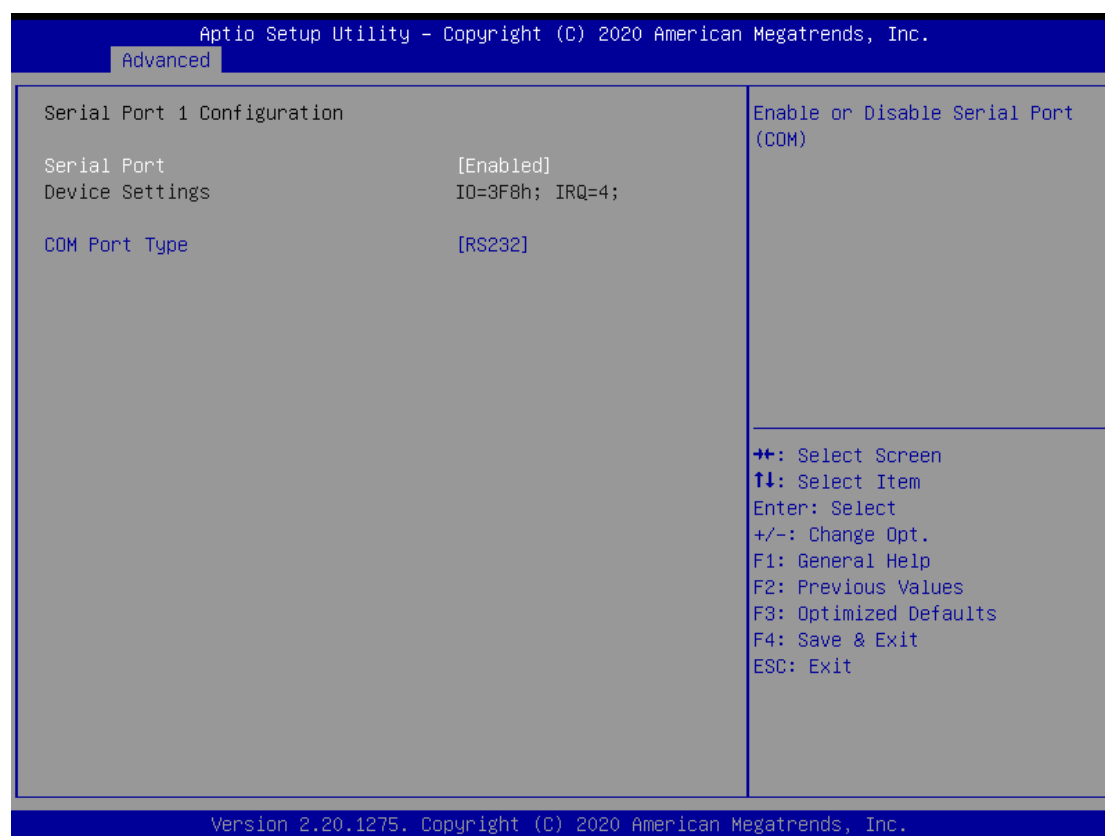 Aptio Setup Utility – Copyright (C) 2020 American Megatrends, Inc.
Advanced
Serial Port 1 Configuration
Serial Port [Enabled]
Device Settings IO=3F8h; IRQ=4;
COM Port Type [RS232]
Enable or Disable Serial Port
(COM)
→←: Select Screen
↑↓: Select Item
Enter: Select
+/-: Change Opt.
F1: General Help
F2: Previous Values
F3: Optimized Defaults
F4: Save & Exit
ESC: Exit
Version 2.20.1275. Copyright (C) 2020 American Megatrends, Inc.